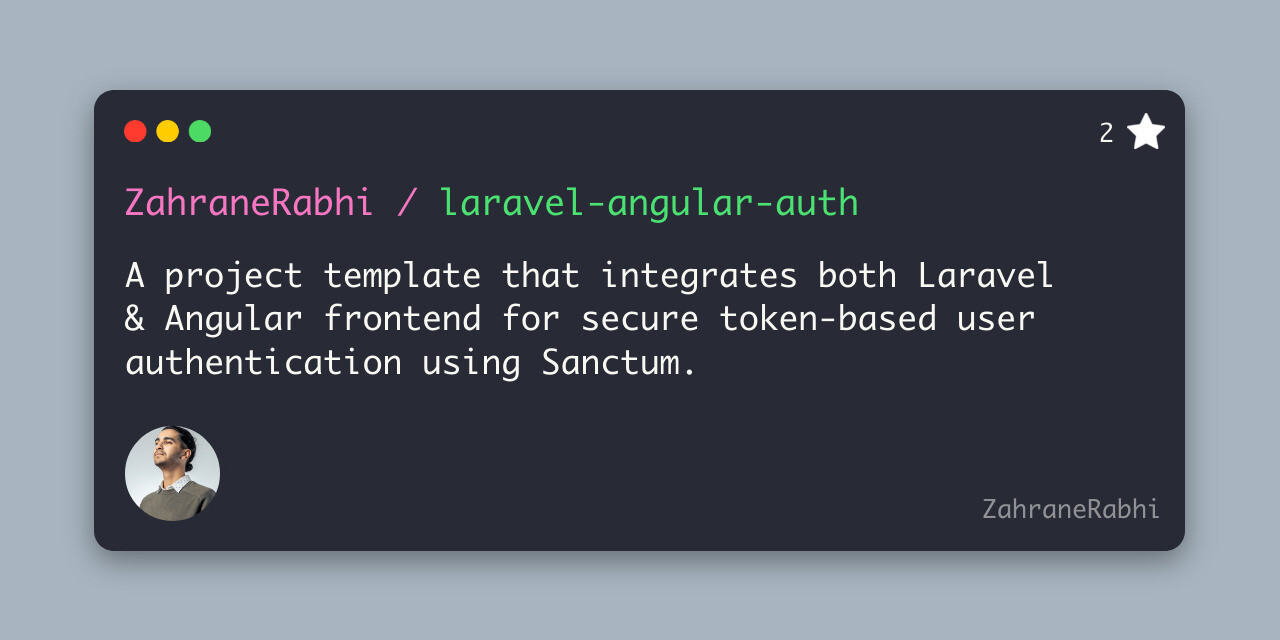 2
ZahraneRabhi / laravel-angular-auth
A project template that integrates both Laravel
& Angular frontend for secure token-based user
authentication using Sanctum.
ZahraneRabhi